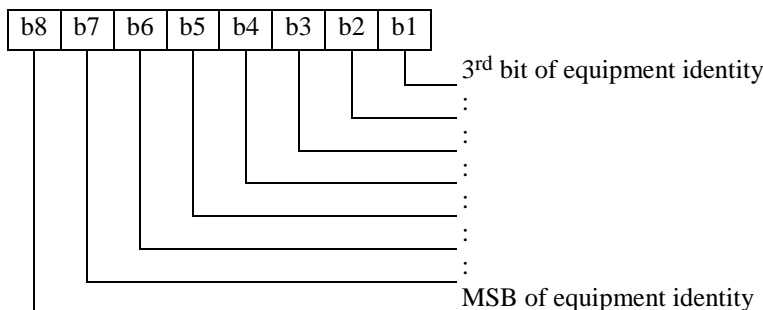 b8 b7 b6 b5 b4 b3 b2 b1
3rd bit of equipment identity
:
:
:
:
:
:
MSB of equipment identity